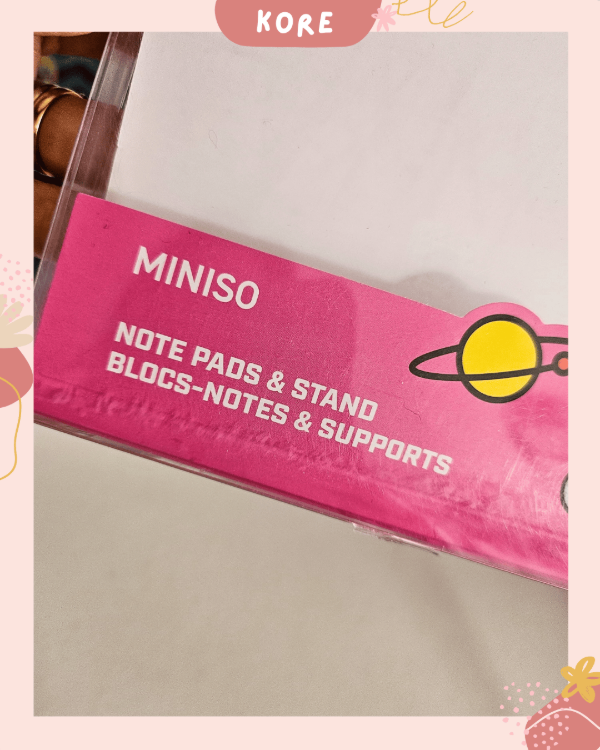 KORE
MINISO
NOTE PADS & STAND
BLOCS-NOTES & SUPPORTS